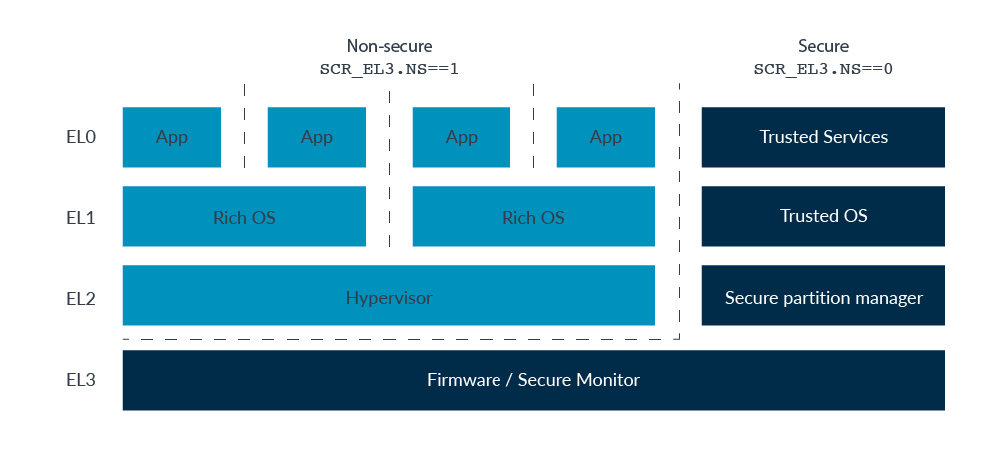 Non-secure
SCR_EL3.NS==1
Secure
SCR_EL3.NS==0
EL0
App
App
App
App
Trusted Services
EL1
Rich OS
Rich OS
Trusted OS
EL2
Hypervisor
Secure partition manager
EL3
Firmware / Secure Monitor